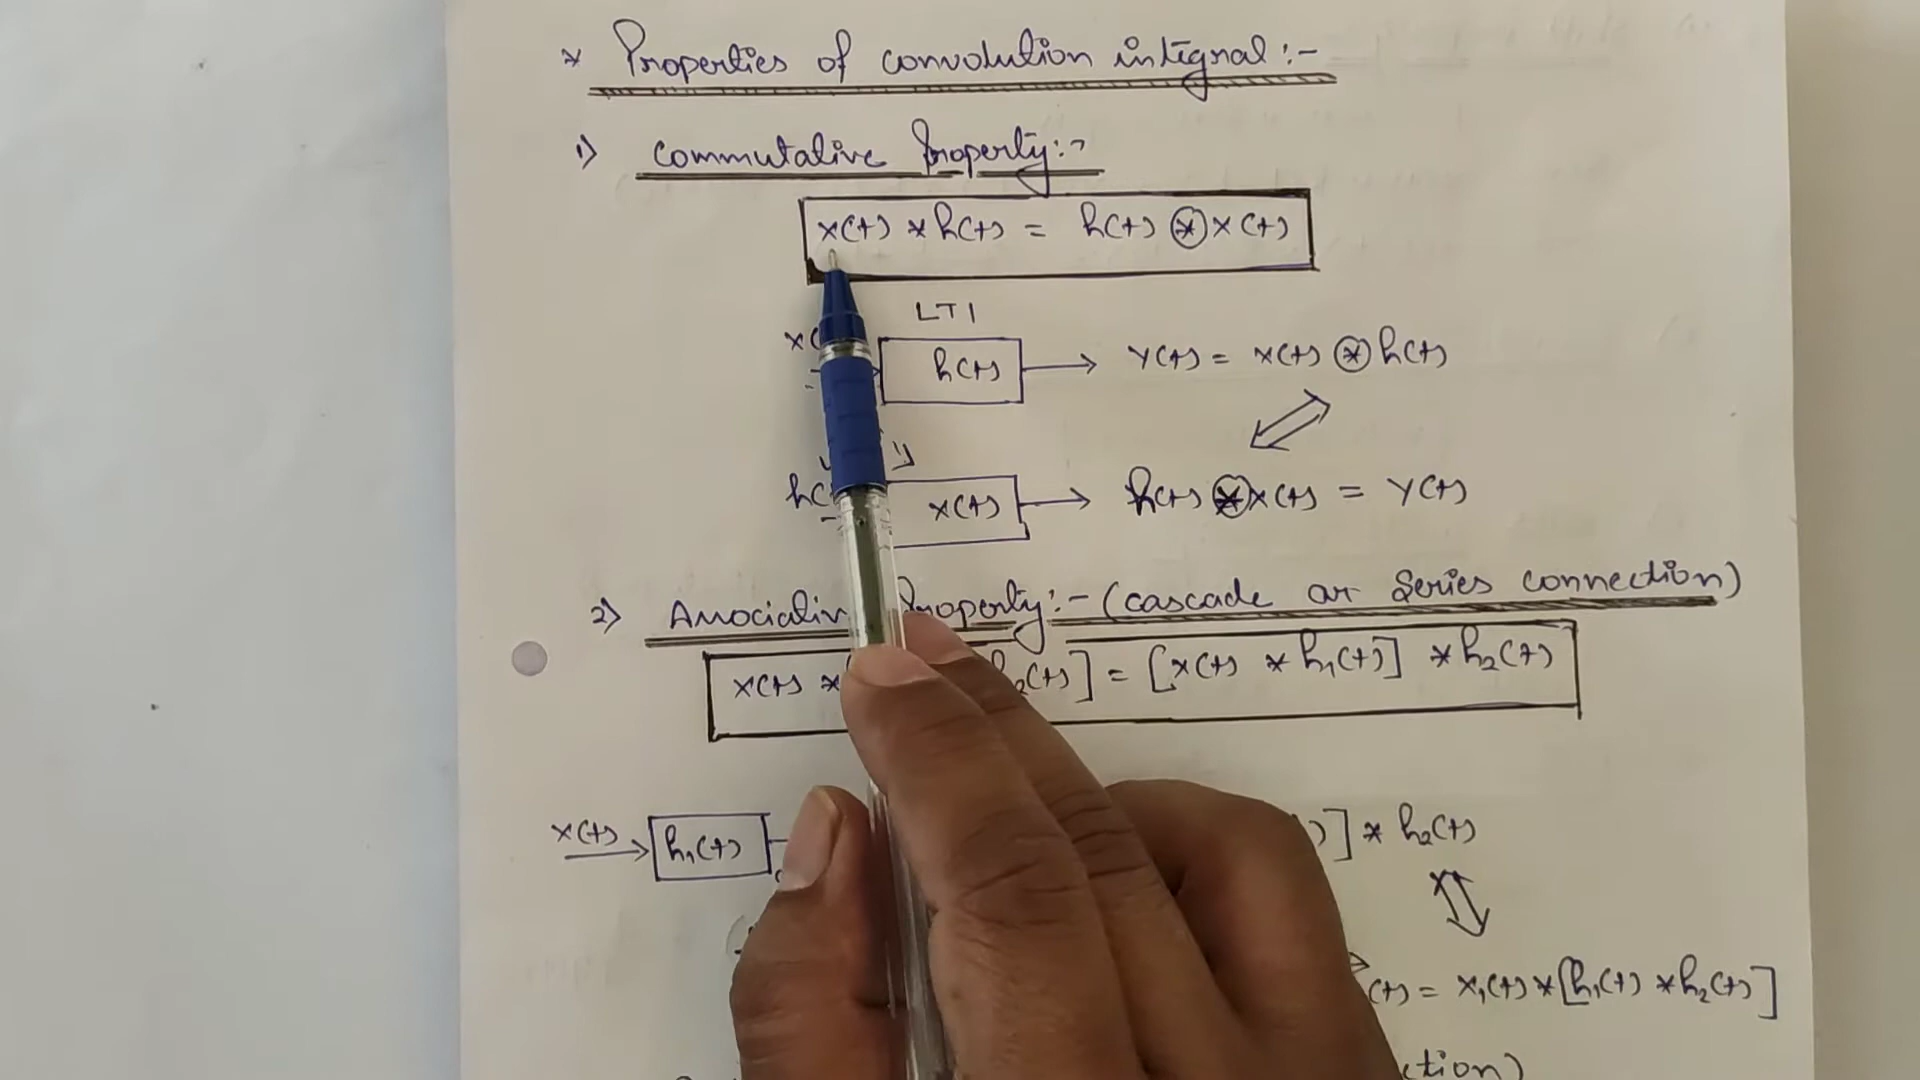 * Properties of convolution integral :-
1) Commutative Property:-
x(t) * h(t) = h(t) ⊛ x(t)
LTI
h(t) → Y(t) = x(t) ⊛ h(t)
x(t) → h(t) ⊛ x(t) = Y(t)
2) Property:- (cascade or Series connection)
x(t) * h₂(t)] = [x(t) * h₁(t)] * h₂(t)
x(t) → h₁(t) ] * h₂(t)
(t) = x₁(t) * [h₁(t) * h₂(t)]